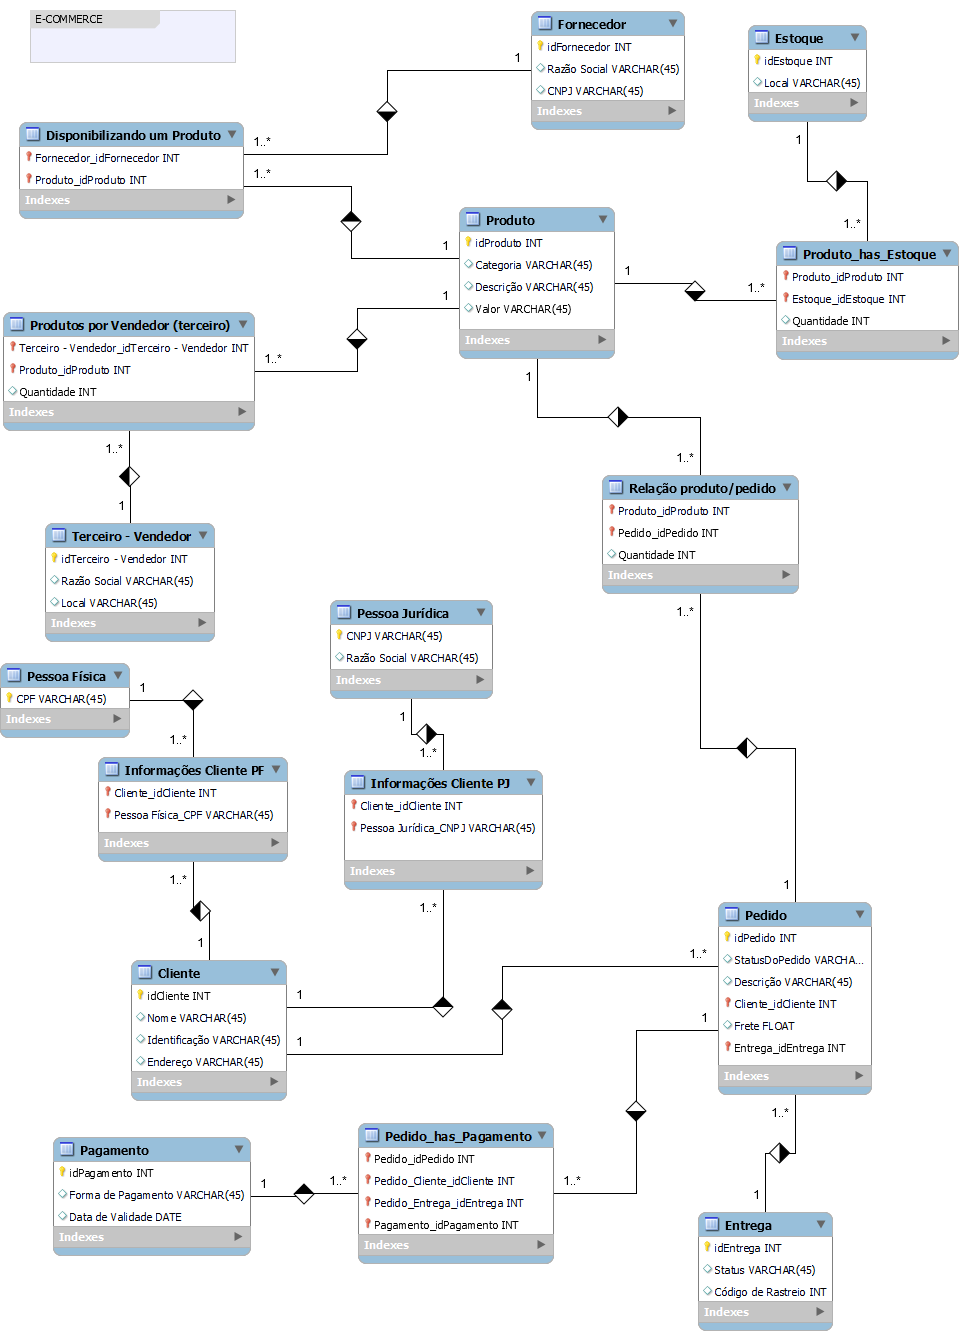 E-COMMERCE
Fornecedor
idFornecedor INT
Razão Social VARCHAR(45)
CNPJ VARCHAR(45)
Indexes
1
1..*
Estoque
idEstoque INT
Local VARCHAR(45)
Indexes
1
1..*
Disponibilizando um Produto
Fornecedor_idFornecedor INT
Produto_idProduto INT
Indexes
1..*
1
Produto
idProduto INT
Categoria VARCHAR(45)
Descrição VARCHAR(45)
Valor VARCHAR(45)
Indexes
1
1..*
Produto_has_Estoque
Produto_idProduto INT
Estoque_idEstoque INT
Quantidade INT
Indexes
1
1..*
Produtos por Vendedor (terceiro)
Terceiro - Vendedor_idTerceiro - Vendedor INT
Produto_idProduto INT
Quantidade INT
Indexes
1..*
1
1
1..*
Relação produto/pedido
Produto_idProduto INT
Pedido_idPedido INT
Quantidade INT
Indexes
1..*
1
Terceiro - Vendedor
idTerceiro - Vendedor INT
Razão Social VARCHAR(45)
Local VARCHAR(45)
Indexes
Pessoa Jurídica
CNPJ VARCHAR(45)
Razão Social VARCHAR(45)
Indexes
1
1..*
Pessoa Física
CPF VARCHAR(45)
Indexes
1
1..*
Informações Cliente PF
Cliente_idCliente INT
Pessoa Física_CPF VARCHAR(45)
Indexes
1..*
1
Informações Cliente PJ
Cliente_idCliente INT
Pessoa Jurídica_CNPJ VARCHAR(45)
Indexes
1..*
1
Pedido
idPedido INT
StatusDoPedido VARCHA...
Descrição VARCHAR(45)
Cliente_idCliente INT
Frete FLOAT
Entrega_idEntrega INT
Indexes
1..*
1
1..*
1
Cliente
idCliente INT
Nome VARCHAR(45)
Identificação VARCHAR(45)
Endereço VARCHAR(45)
Indexes
1
Pagamento
idPagamento INT
Forma de Pagamento VARCHAR(45)
Data de Validade DATE
Indexes
1
1..*
Pedido_has_Pagamento
Pedido_idPedido INT
Pedido_Cliente_idCliente INT
Pedido_Entrega_idEntrega INT
Pagamento_idPagamento INT
Indexes
1..*
Entrega
idEntrega INT
Status VARCHAR(45)
Código de Rastreio INT
Indexes